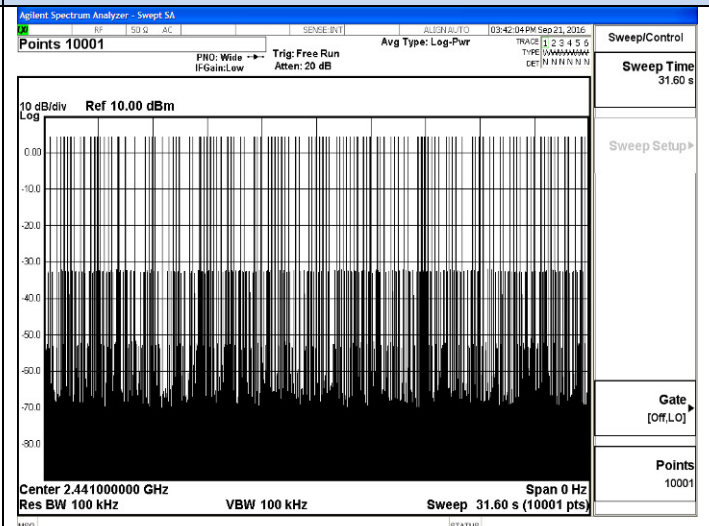 Agilent Spectrum Analyzer - Swept SA
RF 50 Ω AC SENSE:INT ALIGN AUTO 03:42:04 PM Sep 21, 2016
Points 10001
PNO: Wide
IFGain:Low
Trig: Free Run
Atten: 20 dB
Avg Type: Log-Pwr
TRACE 1 2 3 4 5 6
TYPE
DET N N N N N N
Sweep/Control
Sweep Time
31.60 s
Sweep Setup
10 dB/div Ref 10.00 dBm
Log
0.00
-10.0
-20.0
-30.0
-40.0
-50.0
-60.0
-70.0
-80.0
Gate
[Off,LO]
Points
10001
Center 2.441000000 GHz Span 0 Hz
Res BW 100 kHz VBW 100 kHz Sweep 31.60 s (10001 pts)
MSG STATUS